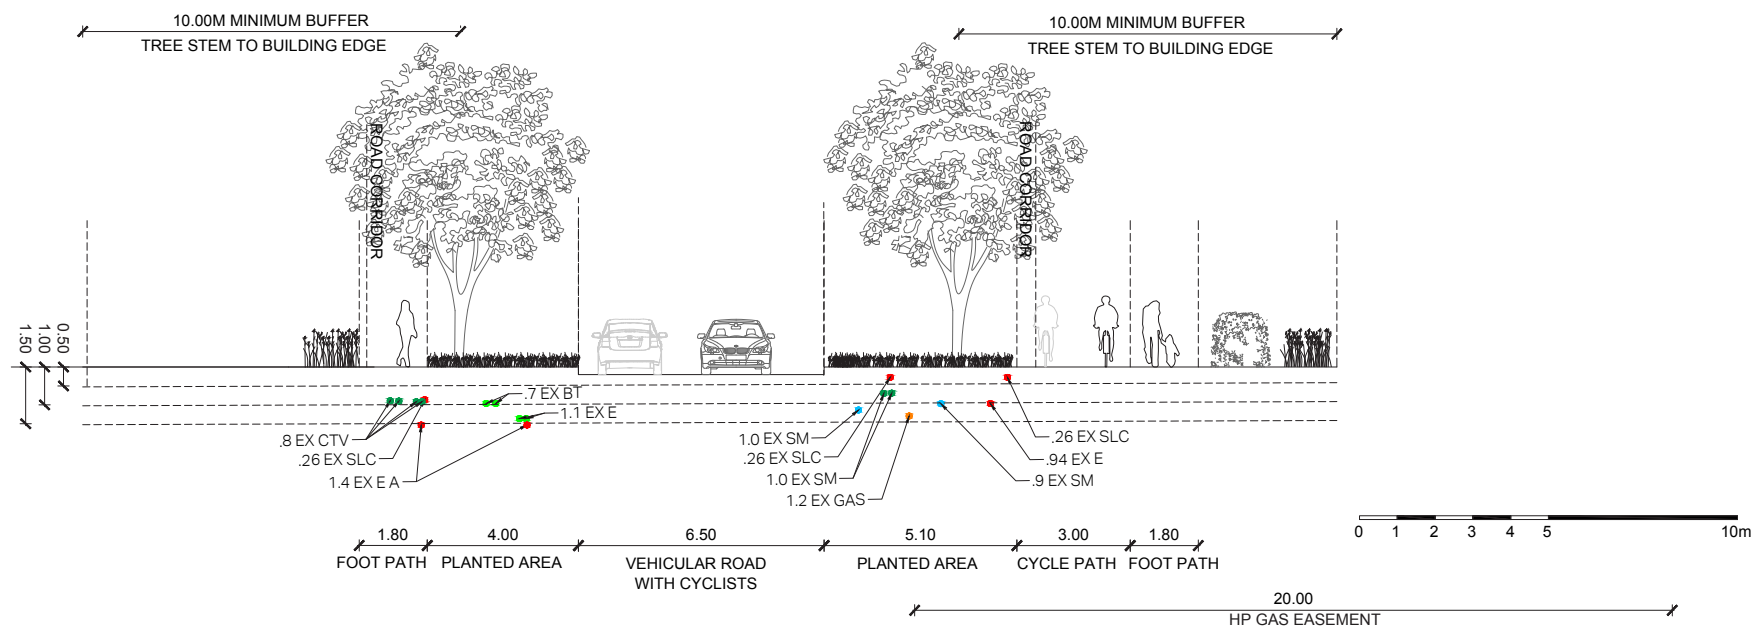 10.00M MINIMUM BUFFER
TREE STEM TO BUILDING EDGE
10.00M MINIMUM BUFFER
TREE STEM TO BUILDING EDGE
ROAD CORRIDOR
ROAD CORRIDOR
0.50
1.00
1.50
.7 EX BT
1.1 EX E
.8 EX CTV
.26 EX SLC
1.4 EX E A
1.0 EX SM
.26 EX SLC
1.0 EX SM
1.2 EX GAS
.26 EX SLC
.94 EX E
.9 EX SM
0 1 2 3 4 5 10m
1.80 4.00 6.50 5.10 3.00 1.80
FOOT PATH PLANTED AREA VEHICULAR ROAD PLANTED AREA CYCLE PATH FOOT PATH
WITH CYCLISTS
20.00
HP GAS EASEMENT